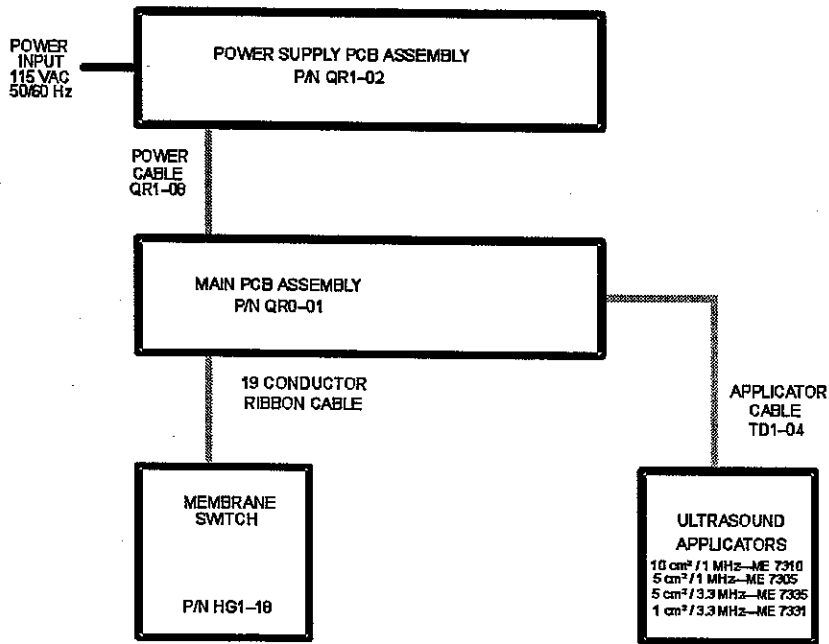 POWER
INPUT
115 VAC
50/60 Hz
POWER SUPPLY PCB ASSEMBLY
P/N QR1-02
POWER
CABLE
QR1-08
MAIN PCB ASSEMBLY
P/N QR0-01
19 CONDUCTOR
RIBBON CABLE
APPLICATOR
CABLE
TD1-04
MEMBRANE
SWITCH
P/N HG1-18
ULTRASOUND
APPLICATORS
10 cm² / 1 MHz—ME 7310
5 cm² / 1 MHz—ME 7305
5 cm² / 3.3 MHz—ME 7335
1 cm² / 3.3 MHz—ME 7331